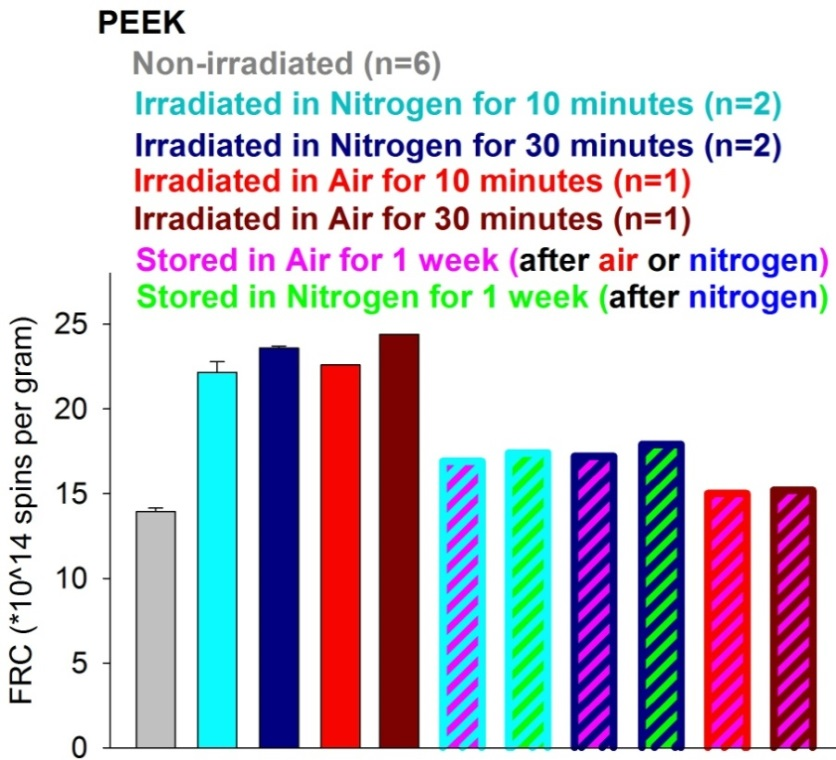 PEEK
Non-irradiated (n=6)
Irradiated in Nitrogen for 10 minutes (n=2)
Irradiated in Nitrogen for 30 minutes (n=2)
Irradiated in Air for 10 minutes (n=1)
Irradiated in Air for 30 minutes (n=1)
Stored in Air for 1 week (after air or nitrogen)
Stored in Nitrogen for 1 week (after nitrogen)
FRC (*10^14 spins per gram)
25
20
15
10
5
0